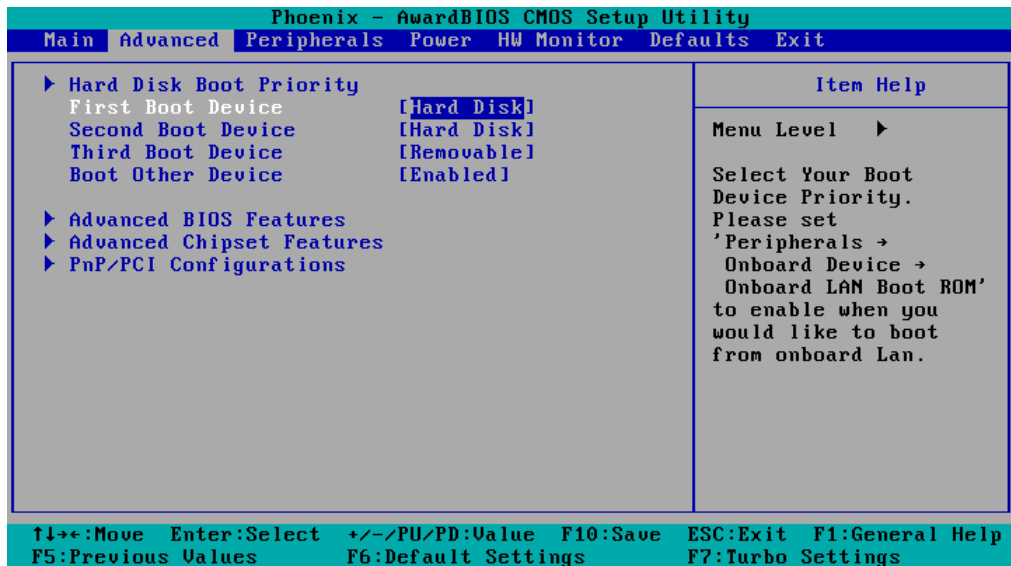 Phoenix - AwardBIOS CMOS Setup Utility
Main Advanced Peripherals Power HW Monitor Defaults Exit
▶ Hard Disk Boot Priority
First Boot Device [Hard Disk]
Second Boot Device [Hard Disk]
Third Boot Device [Removable]
Boot Other Device [Enabled]
▶ Advanced BIOS Features
▶ Advanced Chipset Features
▶ PnP/PCI Configurations
Item Help
Menu Level ▶
Select Your Boot
Device Priority.
Please set
'Peripherals →
Onboard Device →
Onboard LAN Boot ROM'
to enable when you
would like to boot
from onboard Lan.
↑↓→←:Move Enter:Select +/-/PU/PD:Value F10:Save ESC:Exit F1:General Help
F5:Previous Values F6:Default Settings F7:Turbo Settings